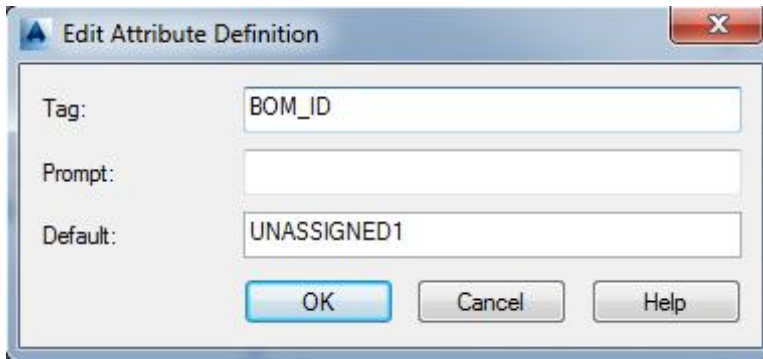 Edit Attribute Definition
Tag: BOM_ID
Prompt:
Default: UNASSIGNED1
OK Cancel Help